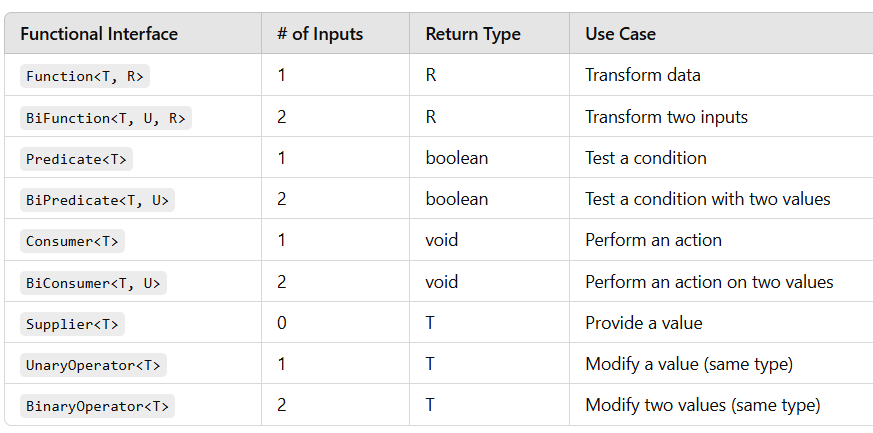 Functional Interface # of Inputs Return Type Use Case
Function<T, R> 1 R Transform data
BiFunction<T, U, R> 2 R Transform two inputs
Predicate<T> 1 boolean Test a condition
BiPredicate<T, U> 2 boolean Test a condition with two values
Consumer<T> 1 void Perform an action
BiConsumer<T, U> 2 void Perform an action on two values
Supplier<T> 0 T Provide a value
UnaryOperator<T> 1 T Modify a value (same type)
BinaryOperator<T> 2 T Modify two values (same type)